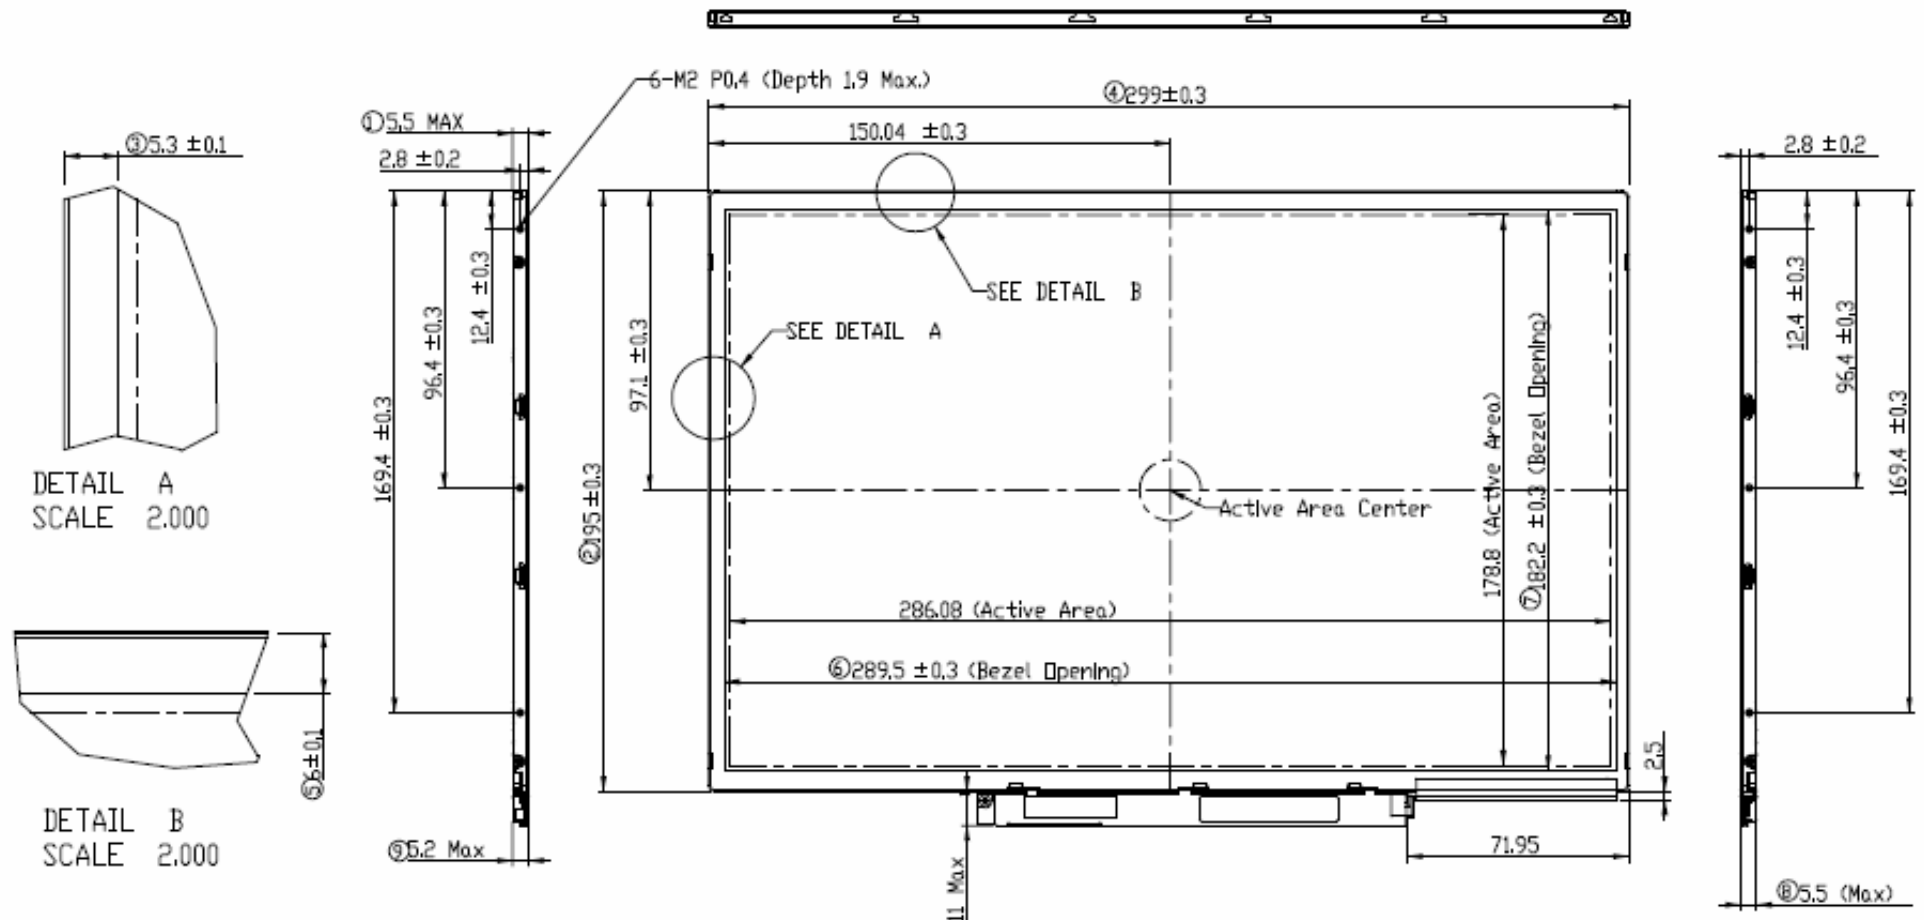 6-M2 P0.4 (Depth 1.9 Max.)
④299±0.3
①5.5 MAX
150.04 ±0.3
③5.3 ±0.1
2.8 ±0.2
2.8 ±0.2
12.4 ±0.3
96.4 ±0.3
169.4 ±0.3
97.1 ±0.3
②195±0.3
SEE DETAIL B
SEE DETAIL A
178.8 (Active Area)
⑦182.2 ±0.3 (Bezel Opening)
12.4 ±0.3
96.4 ±0.3
169.4 ±0.3
DETAIL A
SCALE 2.000
Active Area Center
286.08 (Active Area)
⑥289.5 ±0.3 (Bezel Opening)
⑤6±0.1
2.5
DETAIL B
SCALE 2.000
⑨5.2 Max
11 Max
71.95
⑧5.5 (Max)